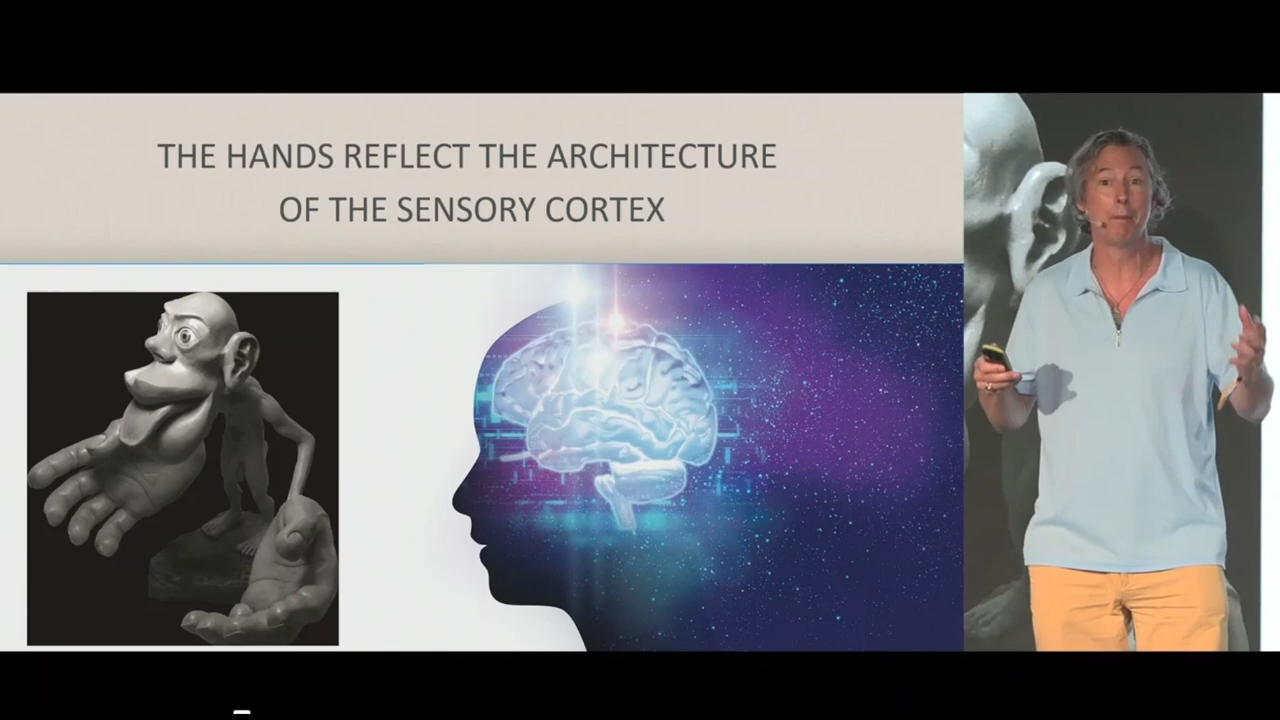 THE HANDS REFLECT THE ARCHITECTURE
OF THE SENSORY CORTEX